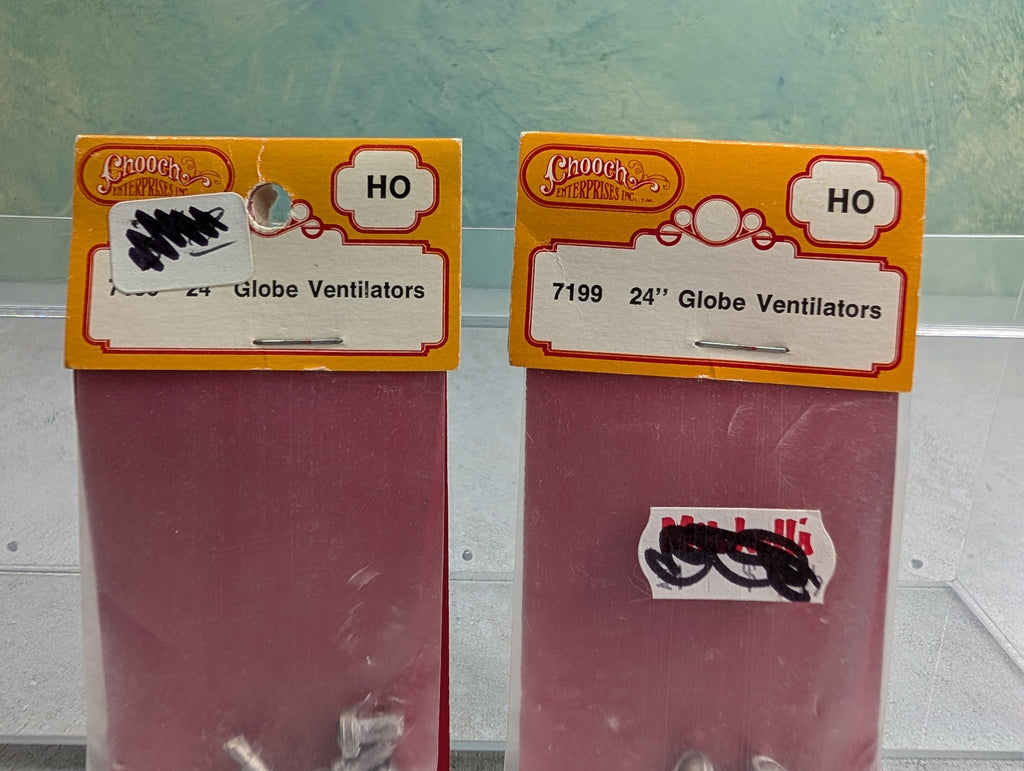 Chooch
ENTERPRISES INC.
HO
24" Globe Ventilators
Chooch
ENTERPRISES INC. T.M.
HO
7199 24" Globe Ventilators